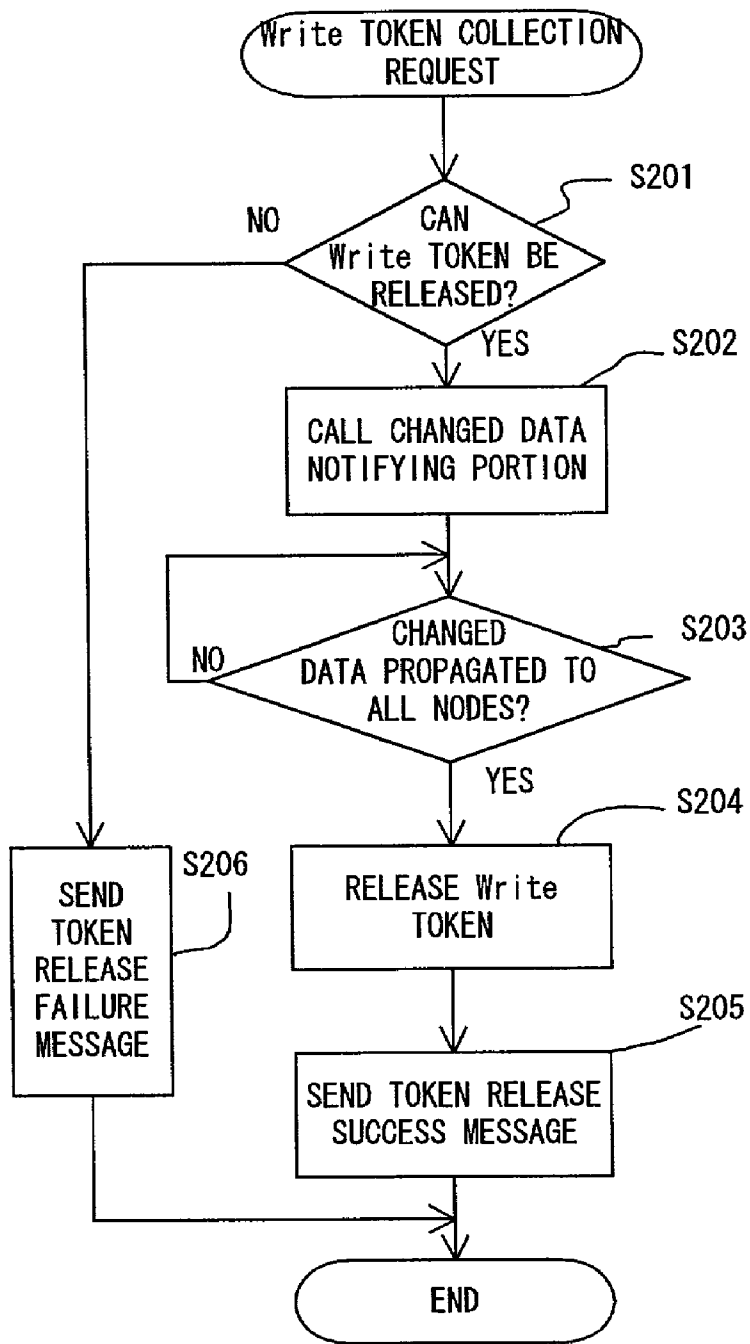 Write TOKEN COLLECTION
REQUEST
S201
NO
CAN
Write TOKEN BE
RELEASED?
YES
S202
CALL CHANGED DATA
NOTIFYING PORTION
S203
CHANGED
DATA PROPAGATED TO
ALL NODES?
NO
YES
S204
RELEASE Write
TOKEN
S206
SEND
TOKEN
RELEASE
FAILURE
MESSAGE
S205
SEND TOKEN RELEASE
SUCCESS MESSAGE
END